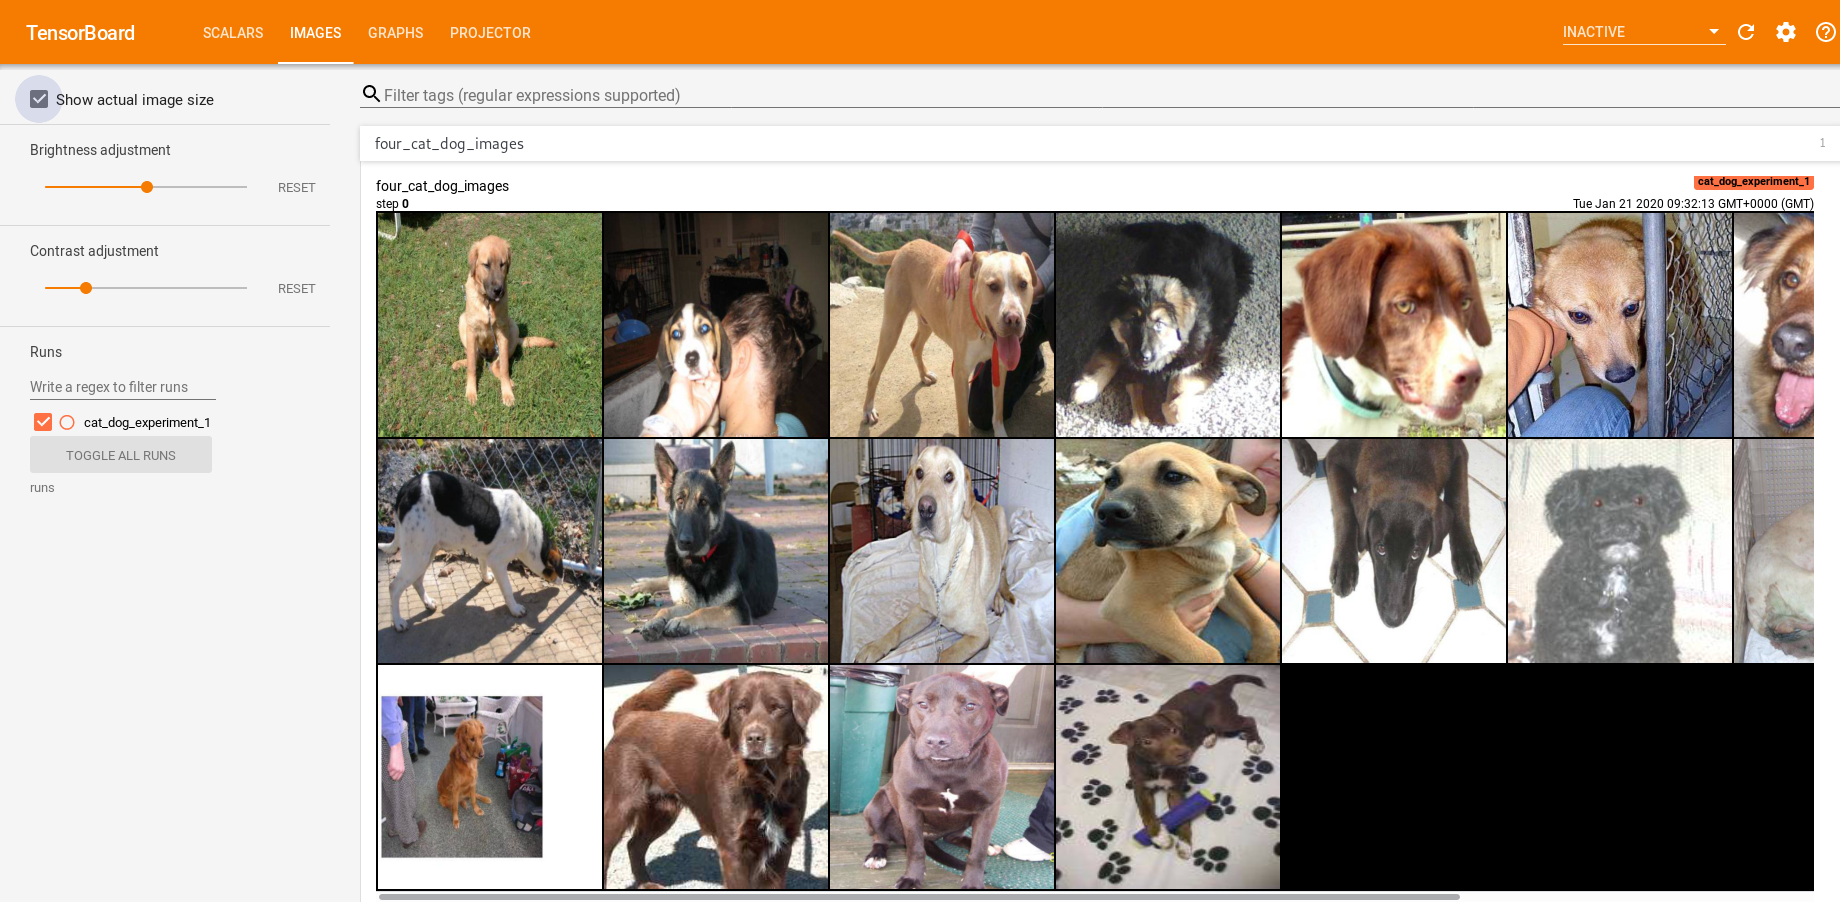 TensorBoard
SCALARS
IMAGES
GRAPHS
PROJECTOR
INACTIVE
Show actual image size
Filter tags (regular expressions supported)
Brightness adjustment
RESET
Contrast adjustment
RESET
Runs
Write a regex to filter runs
cat_dog_experiment_1
TOGGLE ALL RUNS
runs
four_cat_dog_images
1
four_cat_dog_images
cat_dog_experiment_1
step 0
Tue Jan 21 2020 09:32:13 GMT+0000 (GMT)